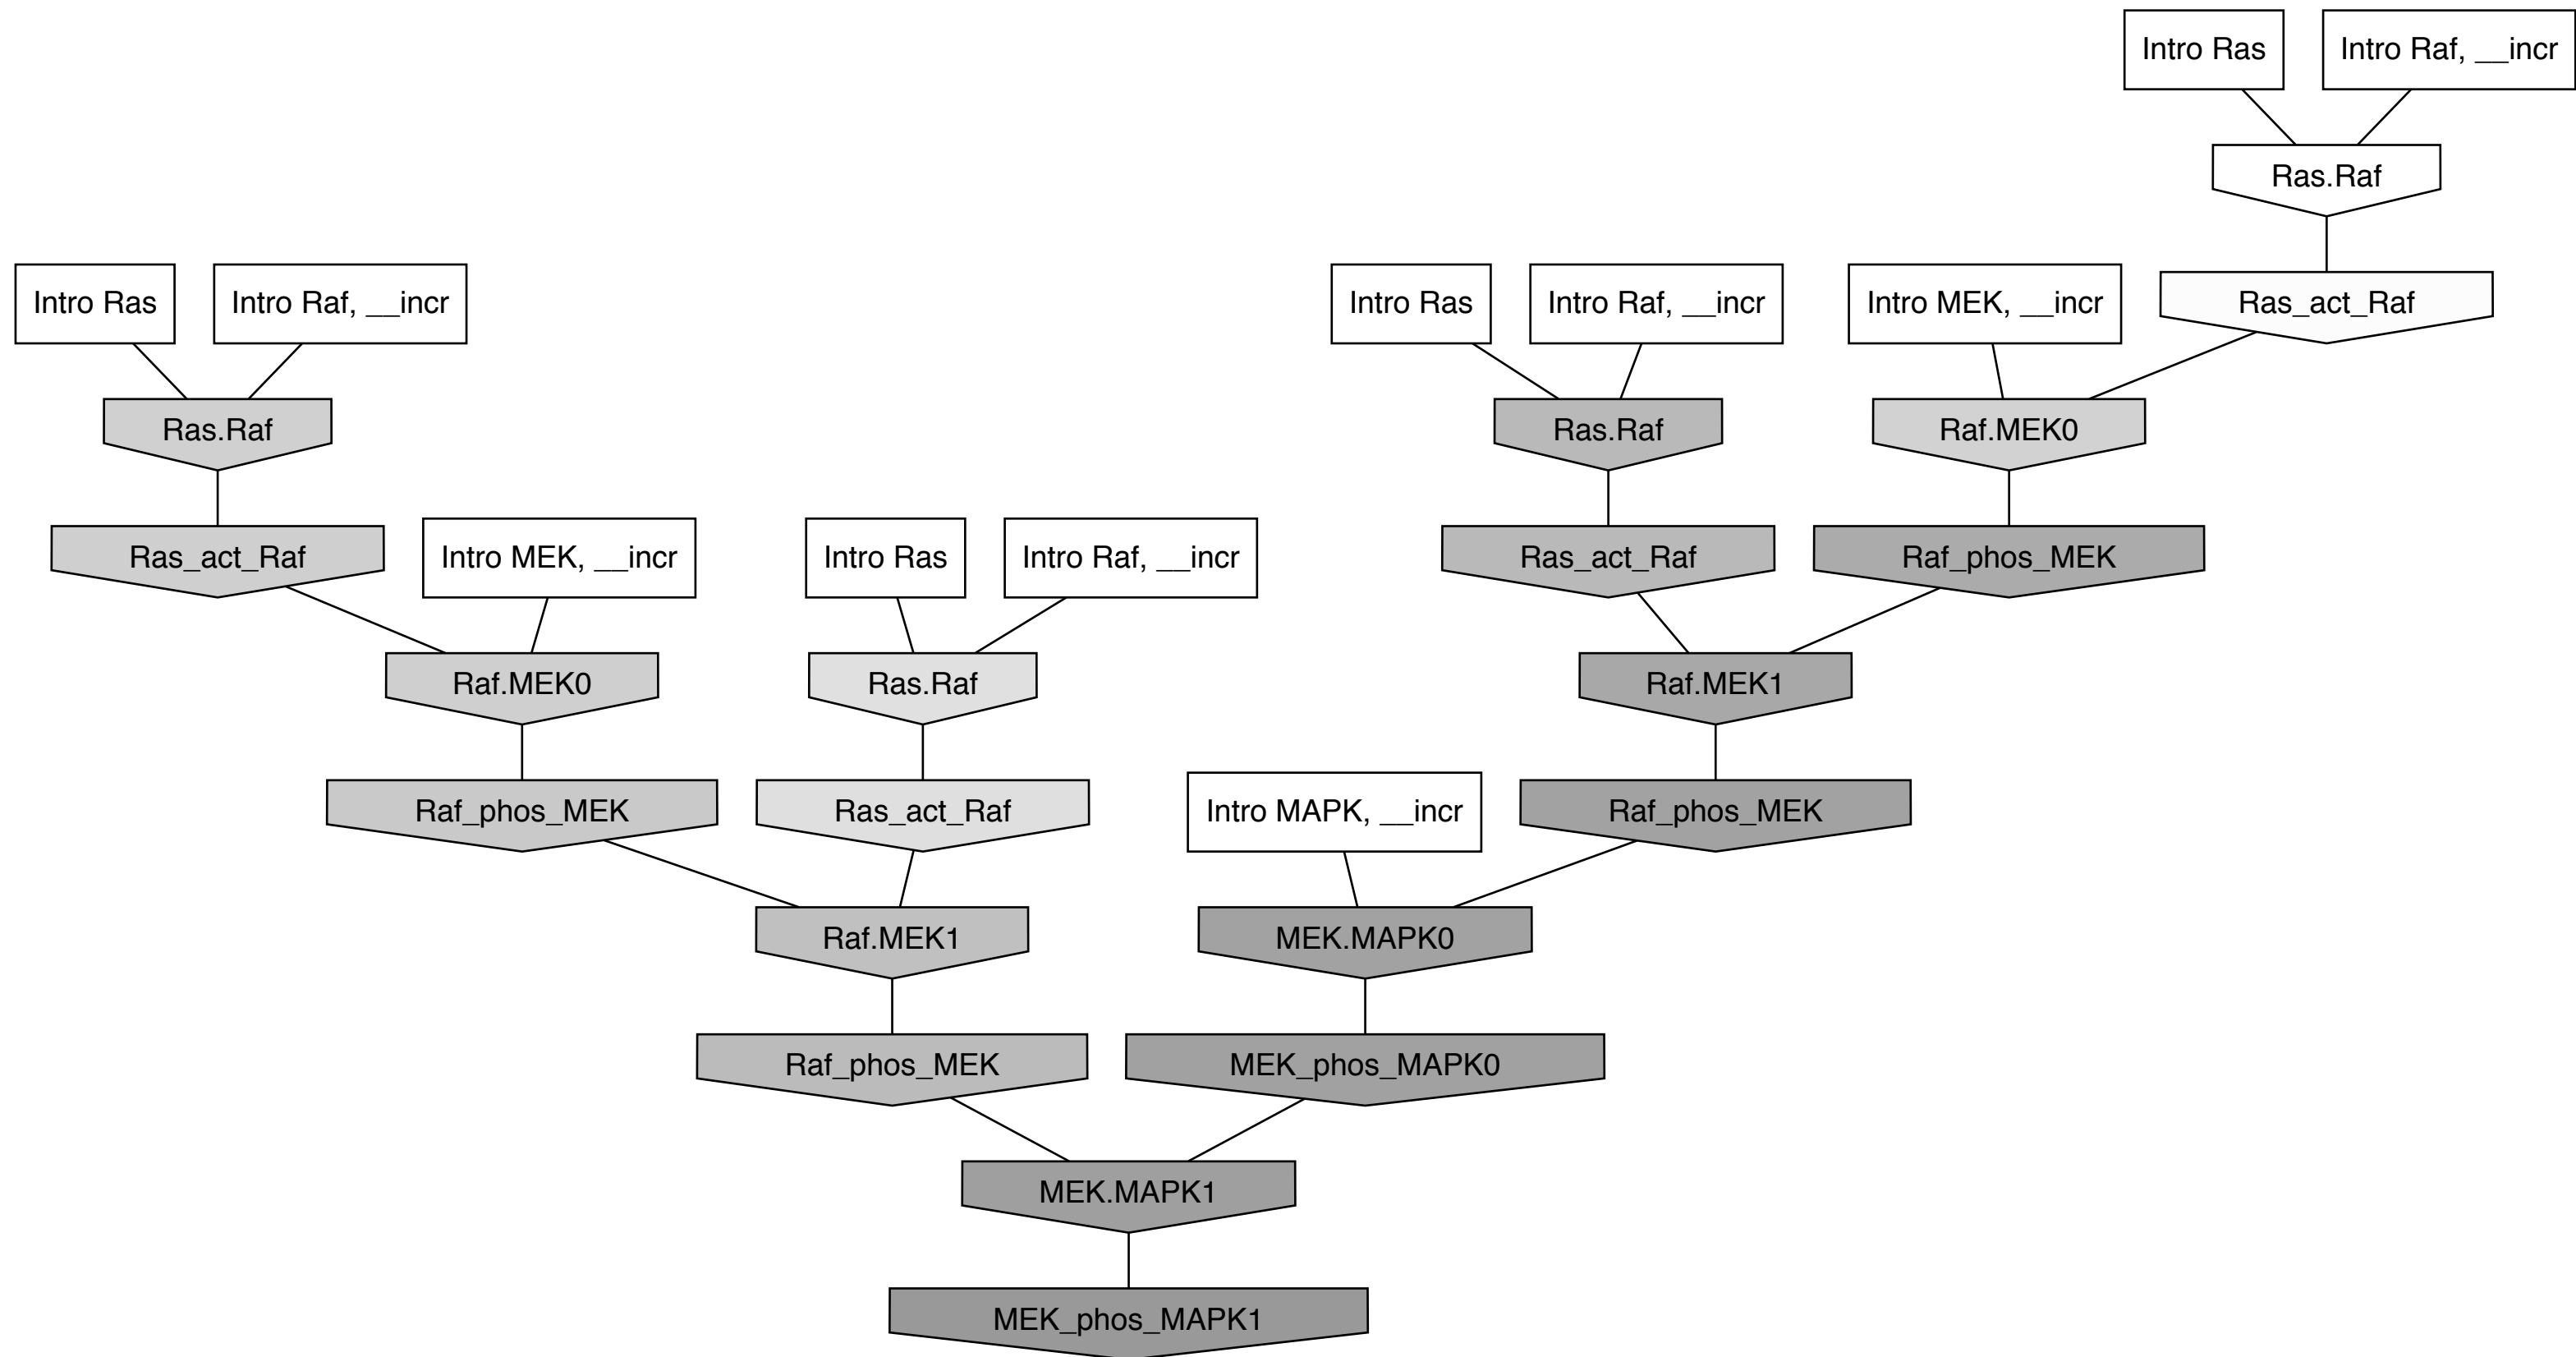 Intro Ras
Intro Raf, __incr
Ras.Raf
Intro Ras
Intro Raf, __incr
Intro Ras
Intro Raf, __incr
Intro MEK, __incr
Ras_act_Raf
Ras.Raf
Ras.Raf
Raf.MEK0
Ras_act_Raf
Intro MEK, __incr
Intro Ras
Intro Raf, __incr
Ras_act_Raf
Raf_phos_MEK
Raf.MEK0
Ras.Raf
Raf.MEK1
Raf_phos_MEK
Ras_act_Raf
Intro MAPK, __incr
Raf_phos_MEK
Raf.MEK1
MEK.MAPK0
Raf_phos_MEK
MEK_phos_MAPK0
MEK.MAPK1
MEK_phos_MAPK1